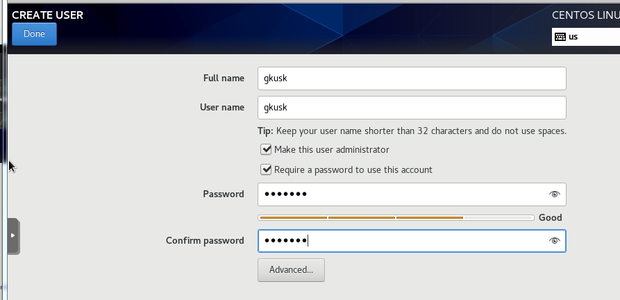 CREATE USER
CENTOS LINU
Done
us
Full name
gkusk
User name
gkusk
Tip: Keep your user name shorter than 32 characters and do not use spaces.
Make this user administrator
Require a password to use this account
Password
•••••••
Good
Confirm password
•••••••
Advanced...